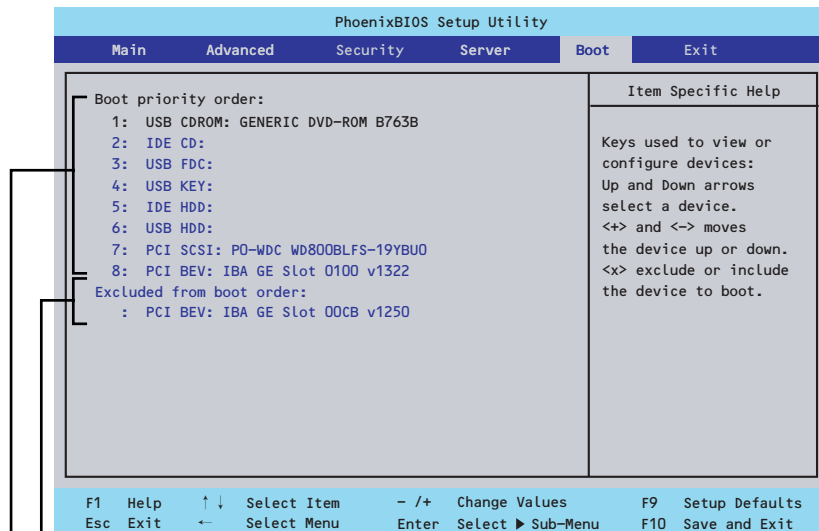 PhoenixBIOS Setup Utility
Main Advanced Security Server Boot Exit
Boot priority order:
1: USB CDROM: GENERIC DVD-ROM B763B
2: IDE CD:
3: USB FDC:
4: USB KEY:
5: IDE HDD:
6: USB HDD:
7: PCI SCSI: P0-WDC WD800BLFS-19YBU0
8: PCI BEV: IBA GE Slot 0100 v1322
Excluded from boot order:
: PCI BEV: IBA GE Slot 00CB v1250
Item Specific Help
Keys used to view or
configure devices:
Up and Down arrows
select a device.
<+> and <-> moves
the device up or down.
<x> exclude or include
the device to boot.
F1 Help ↑↓ Select Item - /+ Change Values F9 Setup Defaults
Esc Exit ← Select Menu Enter Select ▶ Sub-Menu F10 Save and Exit